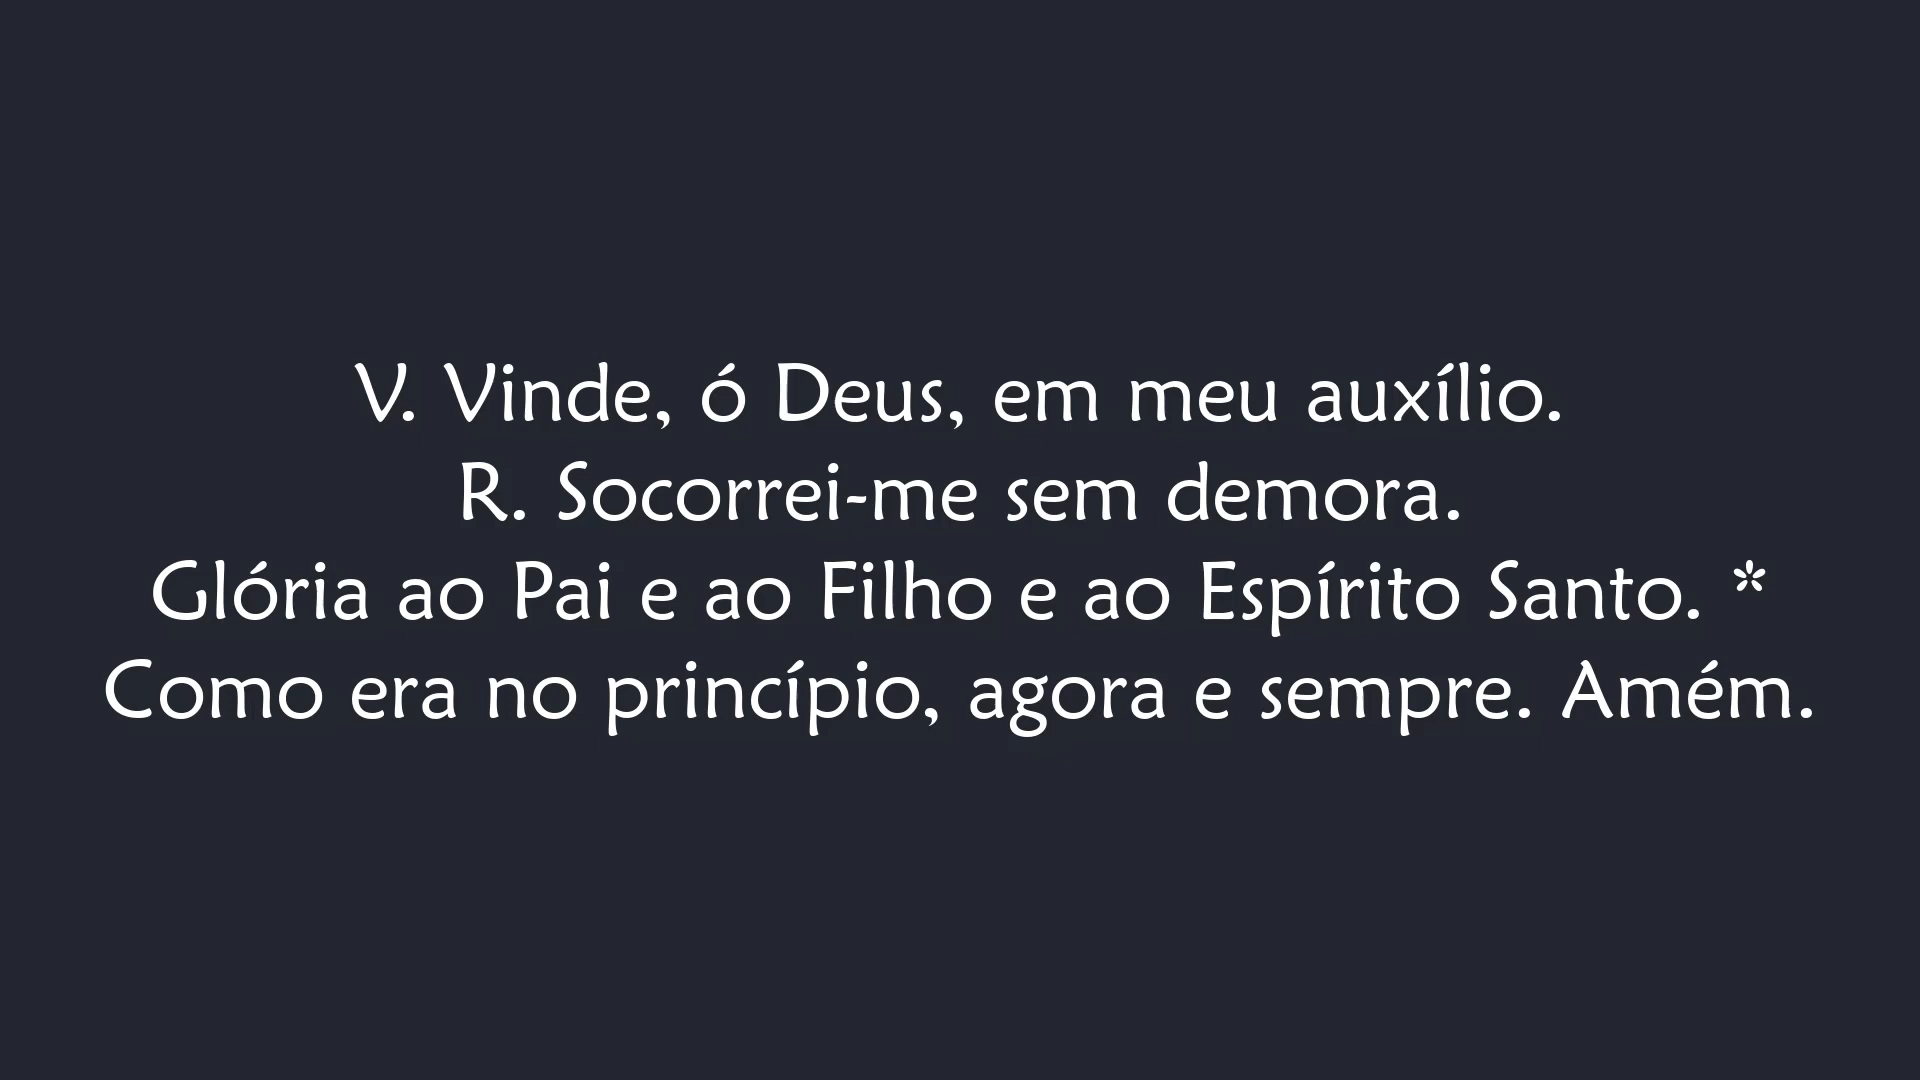 V. Vinde, ó Deus, em meu auxílio.
R. Socorrei-me sem demora.
Glória ao Pai e ao Filho e ao Espírito Santo. *
Como era no princípio, agora e sempre. Amém.